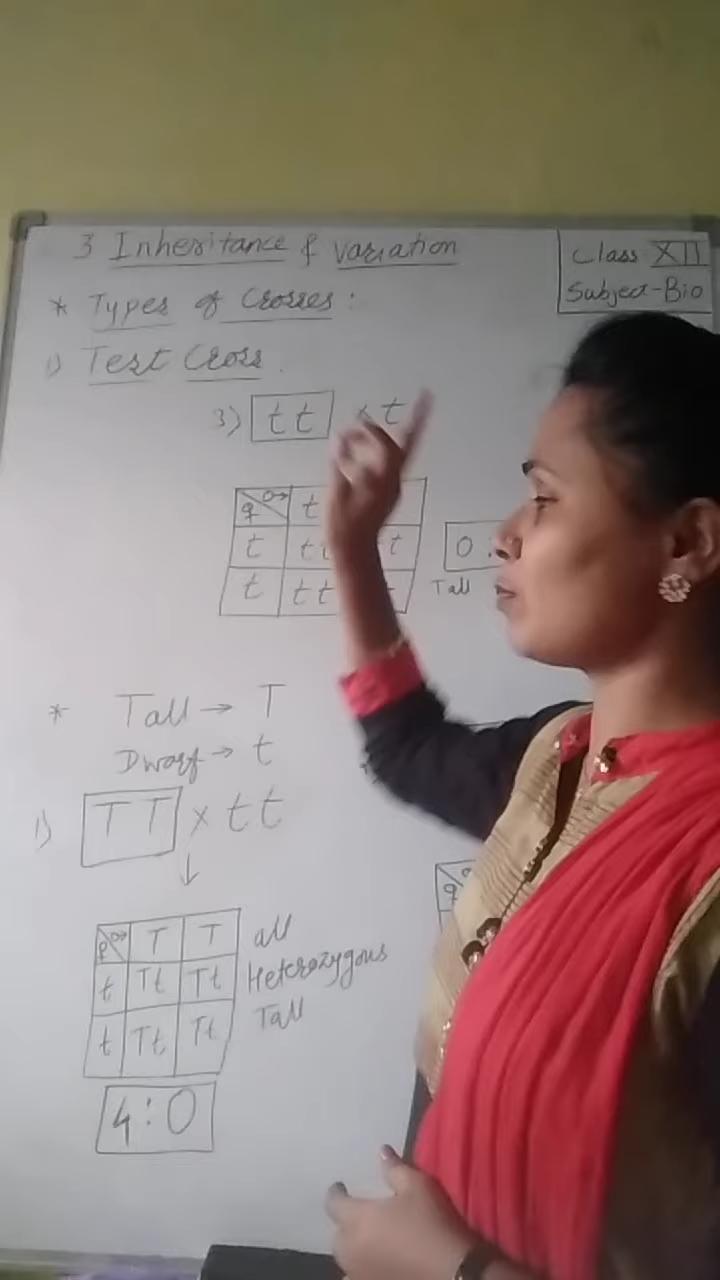 3 Inheritance & Variation
Class XII
Subject-Bio
* Types of Crosses:
1) Test Cross.
3) tt × t
♀ ♂ t
t tt t
t tt
0
Tall
* Tall → T
Dwarf → t
1) TT × tt
↓
♀ ♂ T T
t Tt Tt
t Tt Tt
all
Heterozygous
Tall
4:0